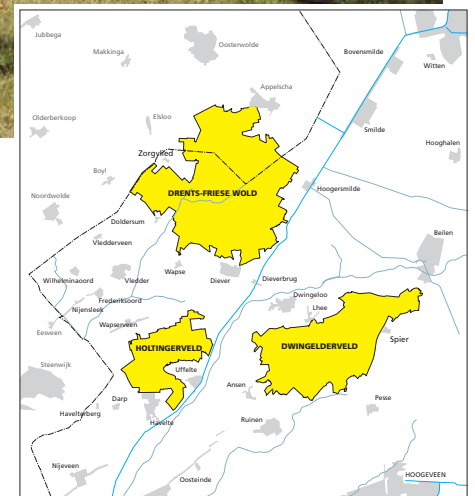 Jubbega
Makkinga
Oosterwolde
Bovensmilde
Witten
Appelscha
Olderberkoop
Elsloo
Smilde
Hooghalen
Zorgvlied
Boyl
Hoogersmilde
DRENTS-FRIESE WOLD
Noordwolde
Doldersum
Beilen
Vledderveen
Wapse
Wilhelminaoord
Vledder
Diever
Dieverbrug
Frederiksoord
Dwingeloo
Nijensleek
Lhee
Wapserveen
Eesveen
Spier
HOLTINGERVELD
DWINGELDERVELD
Steenwijk
Uffelte
Ansen
Darp
Pesse
Havelterberg
Havelte
Ruinen
Nijeveen
HOOGEVEEN
Oosteinde